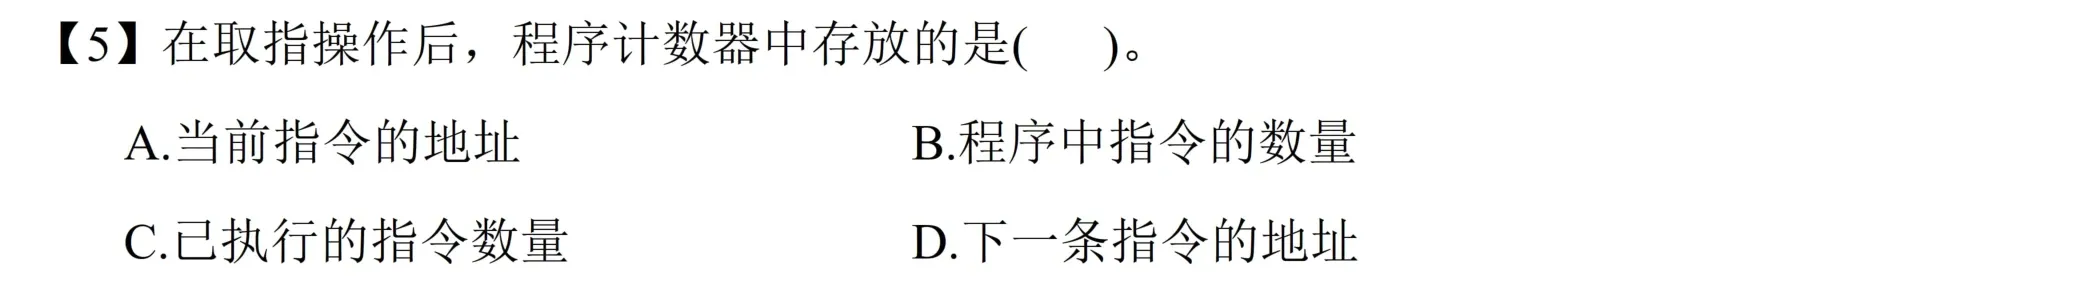 【5】在取指操作后，程序计数器中存放的是(    )。
A.当前指令的地址    B.程序中指令的数量
C.已执行的指令数量    D.下一条指令的地址